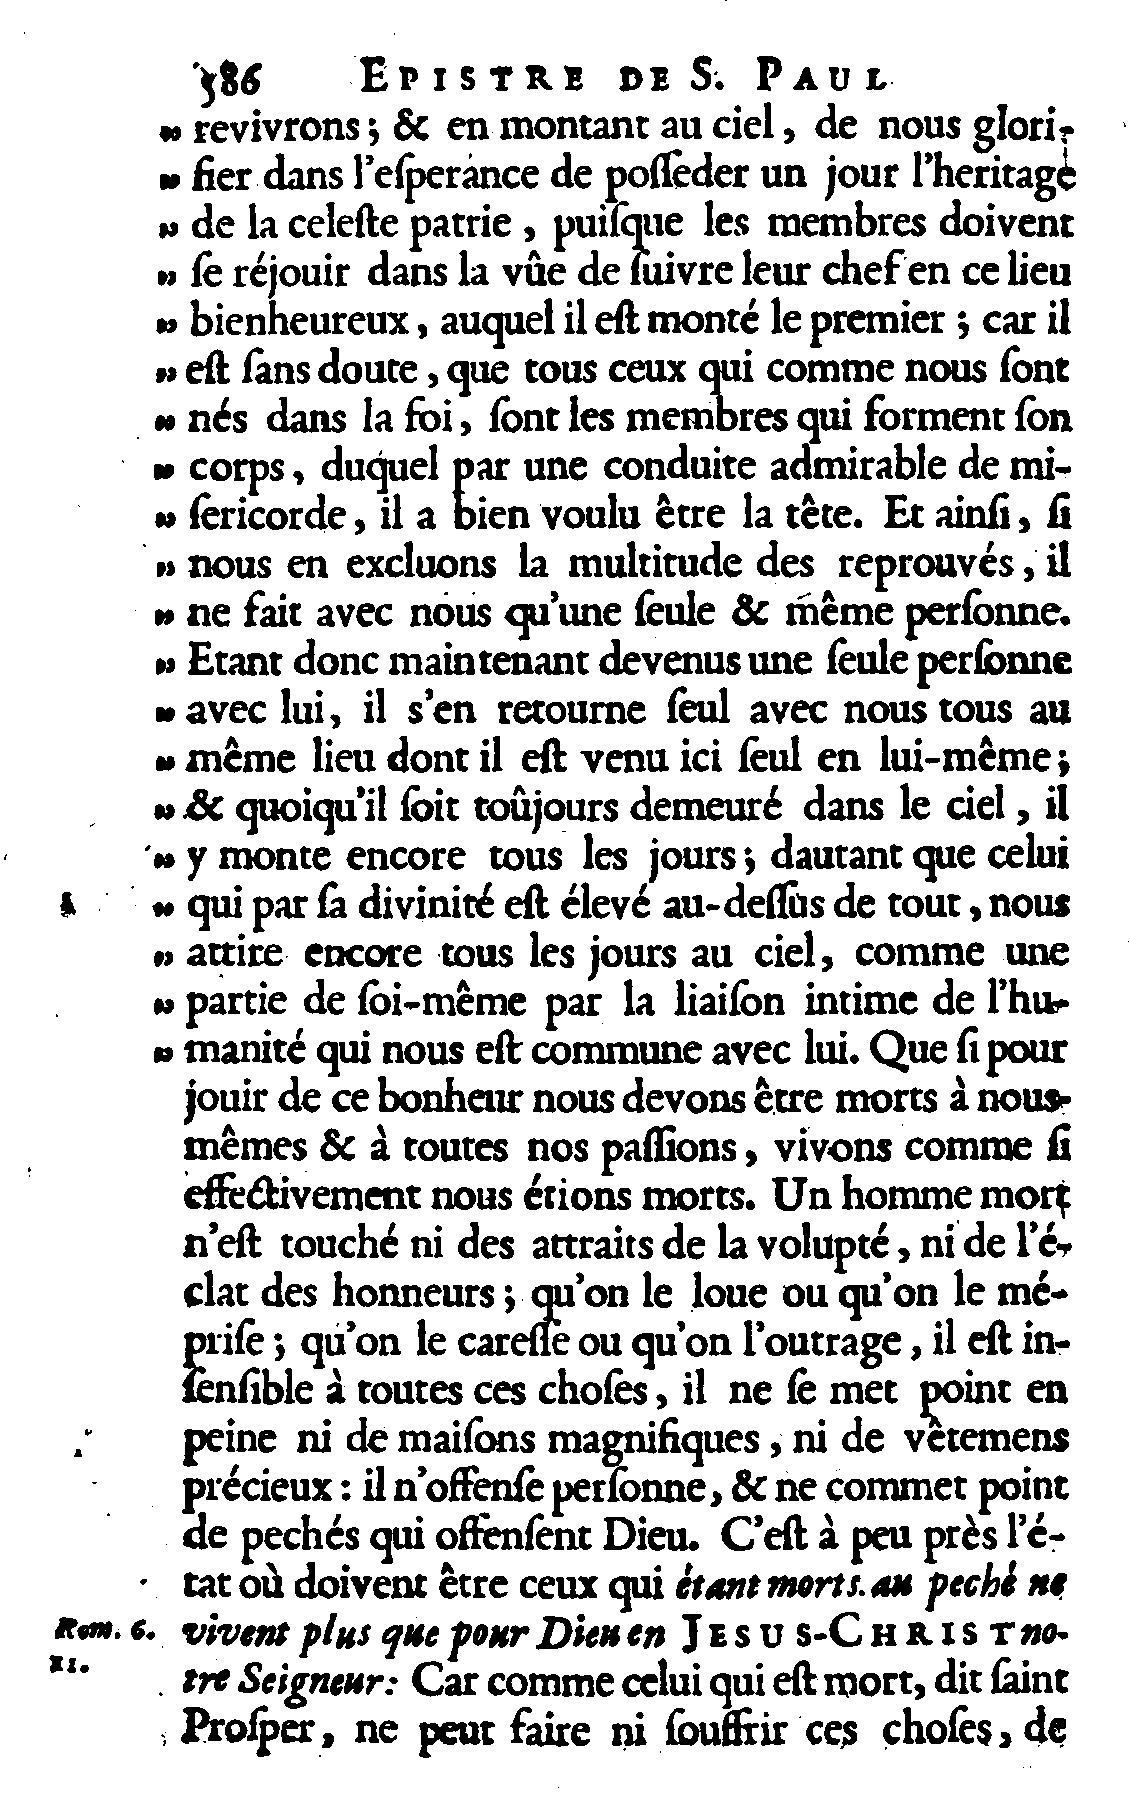 386 EPISTRE DE S. PAUL
„ revivrons; & en montant au ciel, de nous glori-
„ fier dans l'eſperance de poſſeder un jour l'heritage
„ de la celeſte patrie, puiſque les membres doivent
„ ſe réjouir dans la vûe de ſuivre leur chef en ce lieu
„ bienheureux, auquel il eſt monté le premier; car il
„ eſt ſans doute, que tous ceux qui comme nous ſont
„ nés dans la foi, ſont les membres qui forment ſon
„ corps, duquel par une conduite admirable de mi-
„ ſericorde, il a bien voulu être la tête. Et ainſi, ſi
„ nous en excluons la multitude des reprouvés, il
„ ne fait avec nous qu'une ſeule & même perſonne.
„ Etant donc maintenant devenus une ſeule perſonne
„ avec lui, il s'en retourne ſeul avec nous tous au
„ même lieu dont il eſt venu ici ſeul en lui-même;
„ & quoiqu'il ſoit toûjours demeuré dans le ciel, il
„ y monte encore tous les jours; dautant que celui
„ qui par ſa divinité eſt élevé au-deſſus de tout, nous
„ attire encore tous les jours au ciel, comme une
„ partie de ſoi-même par la liaiſon intime de l'hu-
„ manité qui nous eſt commune avec lui. Que ſi pour
jouir de ce bonheur nous devons être morts à nous-
mêmes & à toutes nos paſſions, vivons comme ſi
effectivement nous étions morts. Un homme mort
n'eſt touché ni des attraits de la volupté, ni de l'é-
clat des honneurs; qu'on le loue ou qu'on le mé-
priſe; qu'on le careſſe ou qu'on l'outrage, il eſt in-
ſenſible à toutes ces choſes, il ne ſe met point en
peine ni de maiſons magnifiques, ni de vêtemens
précieux: il n'offenſe perſonne, & ne commet point
de pechés qui offenſent Dieu. C'eſt à peu près l'é-
tat où doivent être ceux qui étant morts au peché ne
Rom. 6. vivent plus que pour Dieu en JESUS-CHRIST no-
11. tre Seigneur: Car comme celui qui eſt mort, dit ſaint
Proſper, ne peut faire ni ſouffrir ces choſes, de